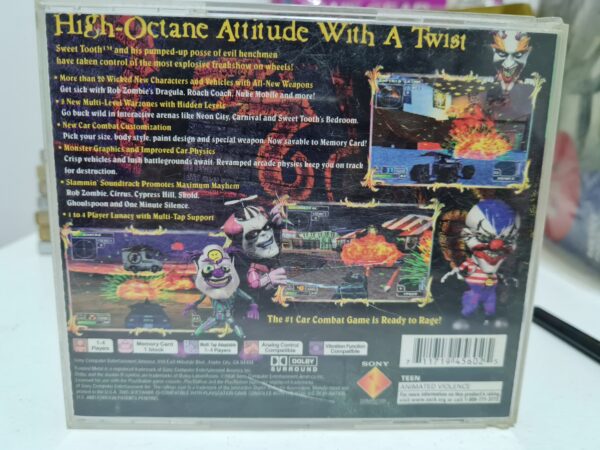 High-Octane Attitude With A Twist
Sweet Tooth™ and his pumped-up posse of evil henchmen
have taken control of the most explosive freakshow on wheels!
• More than 20 Wicked New Characters and Vehicles with All-New Weapons
Get sick with Rob Zombie's Dragula, Roach Coach, Nuke Mobile and more!
New Multi-Level Warzones with Hidden Levels
Go buck wild in interactive arenas like Neon City, Carnival and Sweet Tooth's Bedroom.
• New Car Combat Customization
Pick your size, body style, paint design and special weapon. Now savable to Memory Card!
• Monster Graphics and Improved Car Physics
Crisp vehicles and lush battlegrounds await. Revamped arcade physics keep you on track
for destruction.
• Slammin' Soundtrack Promotes Maximum Mayhem
Rob Zombie, Cirrus, Cypress Hill, Skold,
Ghoulspoon and One Minute Silence.
• 1 to 4 Player Lunacy with Multi-Tap Support
The #1 Car Combat Game is Ready to Rage!
1-4
Players
Memory Card
1 Block
Multi Tap Adaptable
1-4 Players
Analog Control
Compatible
Vibration Function
Compatible
DOLBY
SURROUND
SONY
7 11719 45602 5
TEEN
ANIMATED VIOLENCE